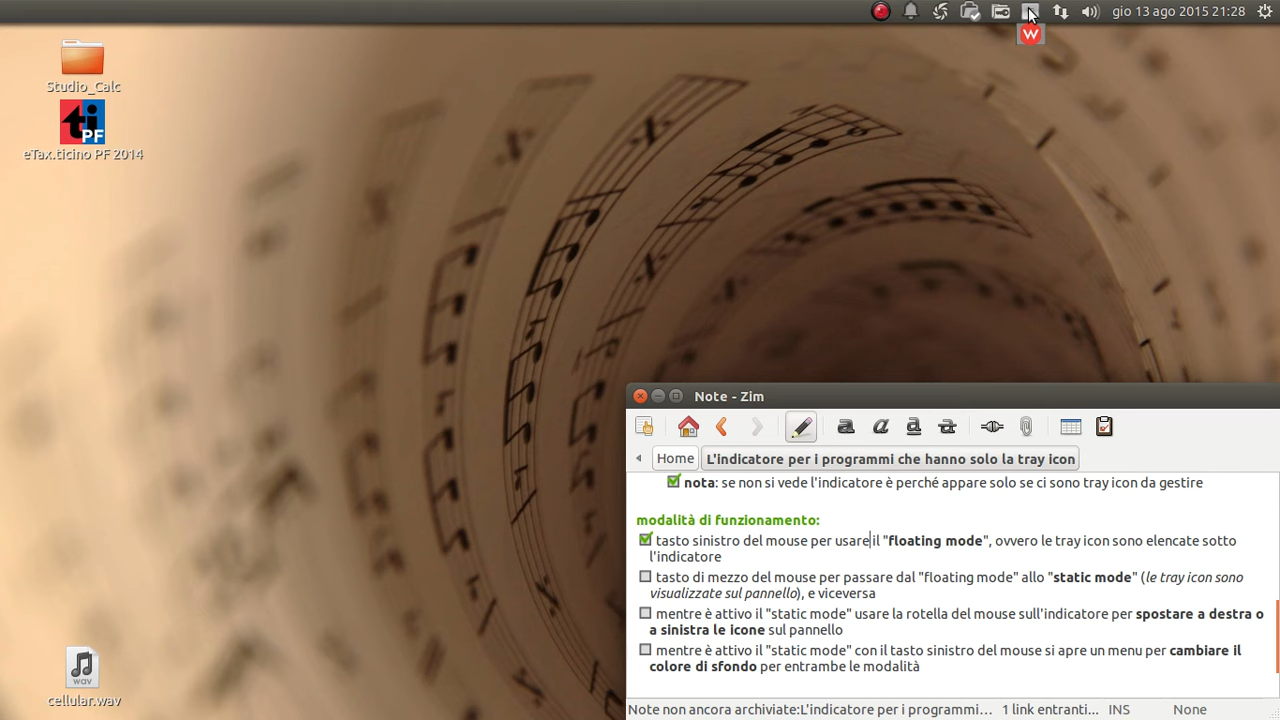 gio 13 ago 2015 21:28
W
Studio_Calc
ti PF
eTax.ticino PF 2014
wav
cellular.wav
Note - Zim
a a a a
Home L'indicatore per i programmi che hanno solo la tray icon
nota: se non si vede l'indicatore è perché appare solo se ci sono tray icon da gestire
modalità di funzionamento:
tasto sinistro del mouse per usare il "floating mode", ovvero le tray icon sono elencate sotto
l'indicatore
tasto di mezzo del mouse per passare dal "floating mode" allo "static mode" (le tray icon sono
visualizzate sul pannello), e viceversa
mentre è attivo il "static mode" usare la rotella del mouse sull'indicatore per spostare a destra o
a sinistra le icone sul pannello
mentre è attivo il "static mode" con il tasto sinistro del mouse si apre un menu per cambiare il
colore di sfondo per entrambe le modalità
Note non ancora archiviate:L'indicatore per i programmi... 1 link entranti... INS None